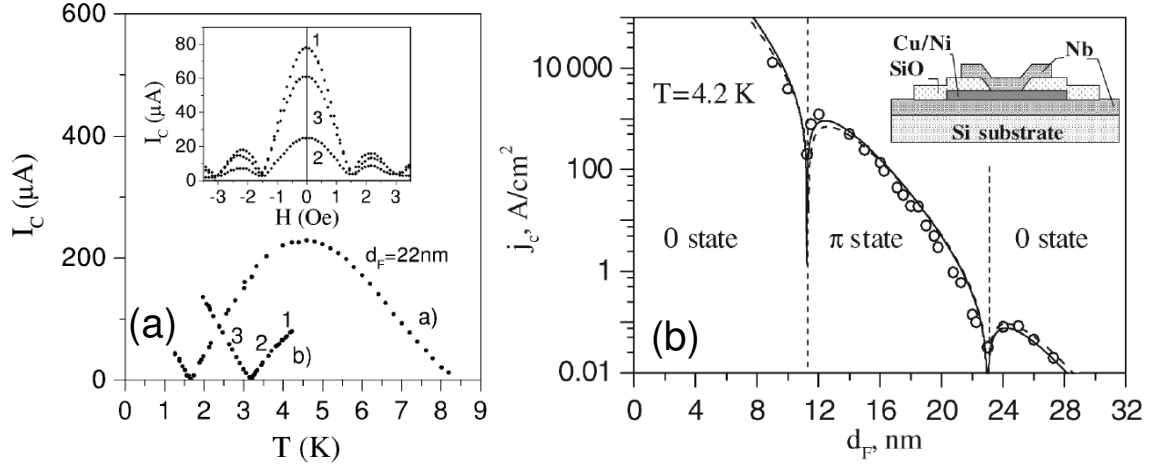 600
400
200
0
I_C (μA)
0 1 2 3 4 5 6 7 8 9
T (K)
(a)
d_F=22nm
a)
b)
1
2
3
80
60
40
20
0
I_C (μA)
-3 -2 -1 0 1 2 3
H (Oe)
1
3
2
10 000
100
1
0.01
j_c, A/cm²
0 4 8 12 16 20 24 28 32
d_F, nm
(b)
T=4.2 K
0 state
π state
0 state
Cu/Ni
SiO
Nb
Si substrate